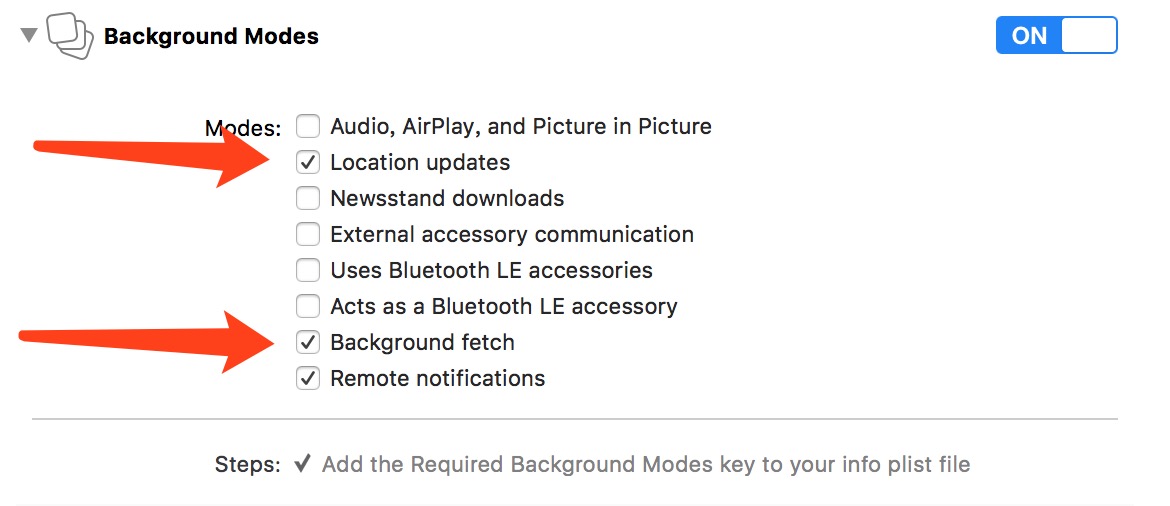 Background Modes
ON
Modes:
Audio, AirPlay, and Picture in Picture
Location updates
Newsstand downloads
External accessory communication
Uses Bluetooth LE accessories
Acts as a Bluetooth LE accessory
Background fetch
Remote notifications
Steps: ✓ Add the Required Background Modes key to your info plist file